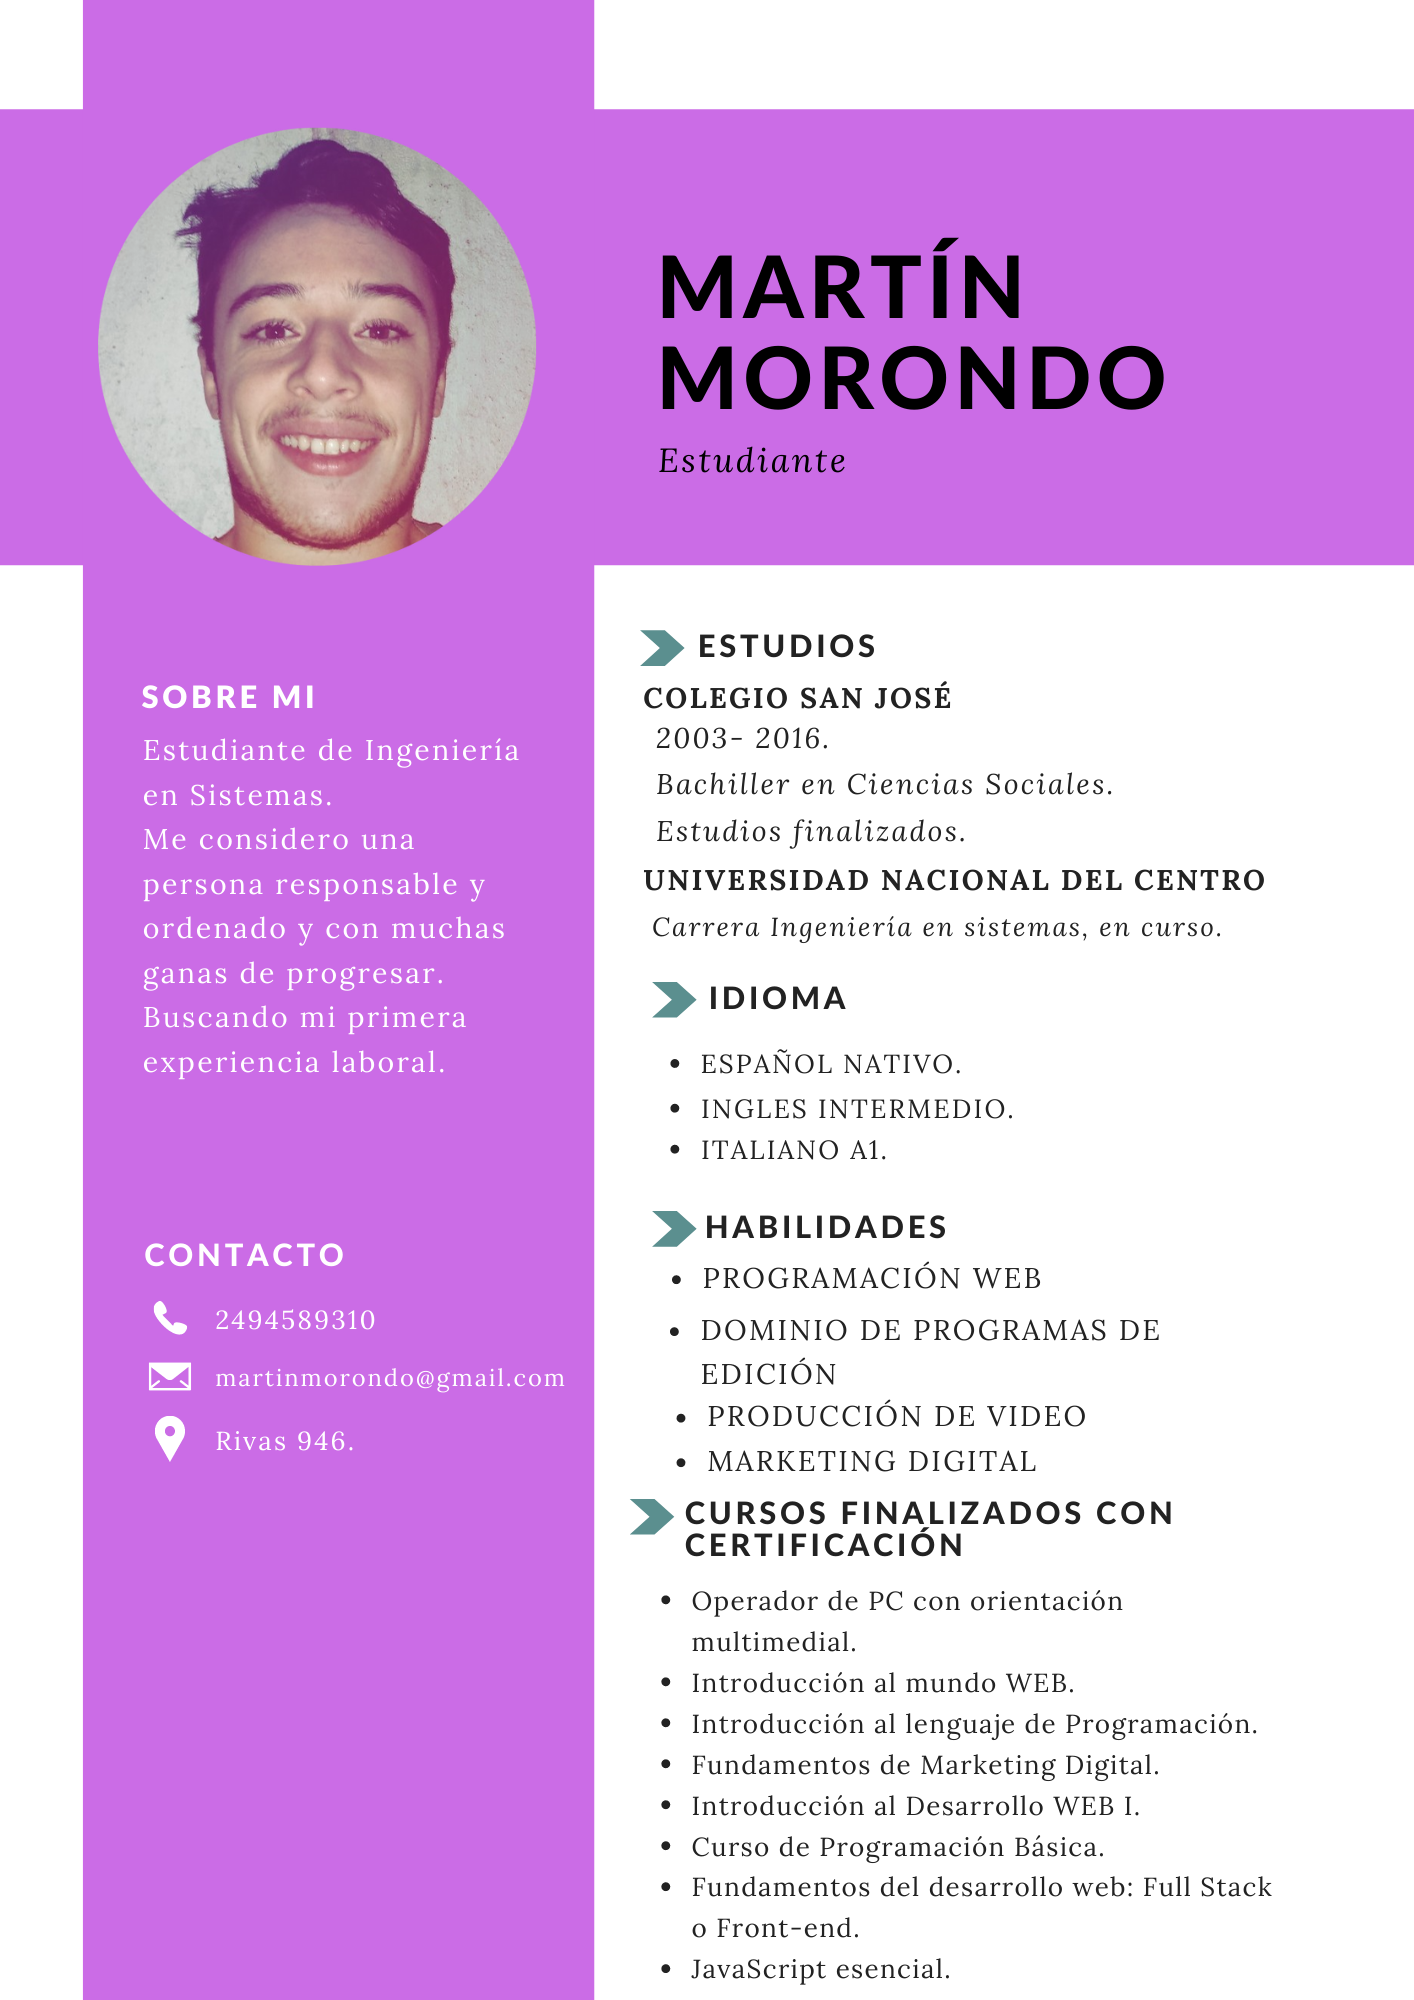 MARTÍN
MORONDO
Estudiante
SOBRE MI
Estudiante de Ingeniería
en Sistemas.
Me considero una
persona responsable y
ordenado y con muchas
ganas de progresar.
Buscando mi primera
experiencia laboral.
CONTACTO
2494589310
martinmorondo@gmail.com
Rivas 946.
ESTUDIOS
COLEGIO SAN JOSÉ
2003- 2016.
Bachiller en Ciencias Sociales.
Estudios finalizados.
UNIVERSIDAD NACIONAL DEL CENTRO
Carrera Ingeniería en sistemas, en curso.
IDIOMA
• ESPAÑOL NATIVO.
• INGLES INTERMEDIO.
• ITALIANO A1.
HABILIDADES
• PROGRAMACIÓN WEB
• DOMINIO DE PROGRAMAS DE
EDICIÓN
• PRODUCCIÓN DE VIDEO
• MARKETING DIGITAL
CURSOS FINALIZADOS CON
CERTIFICACIÓN
• Operador de PC con orientación
multimedial.
• Introducción al mundo WEB.
• Introducción al lenguaje de Programación.
• Fundamentos de Marketing Digital.
• Introducción al Desarrollo WEB I.
• Curso de Programación Básica.
• Fundamentos del desarrollo web: Full Stack
o Front-end.
• JavaScript esencial.